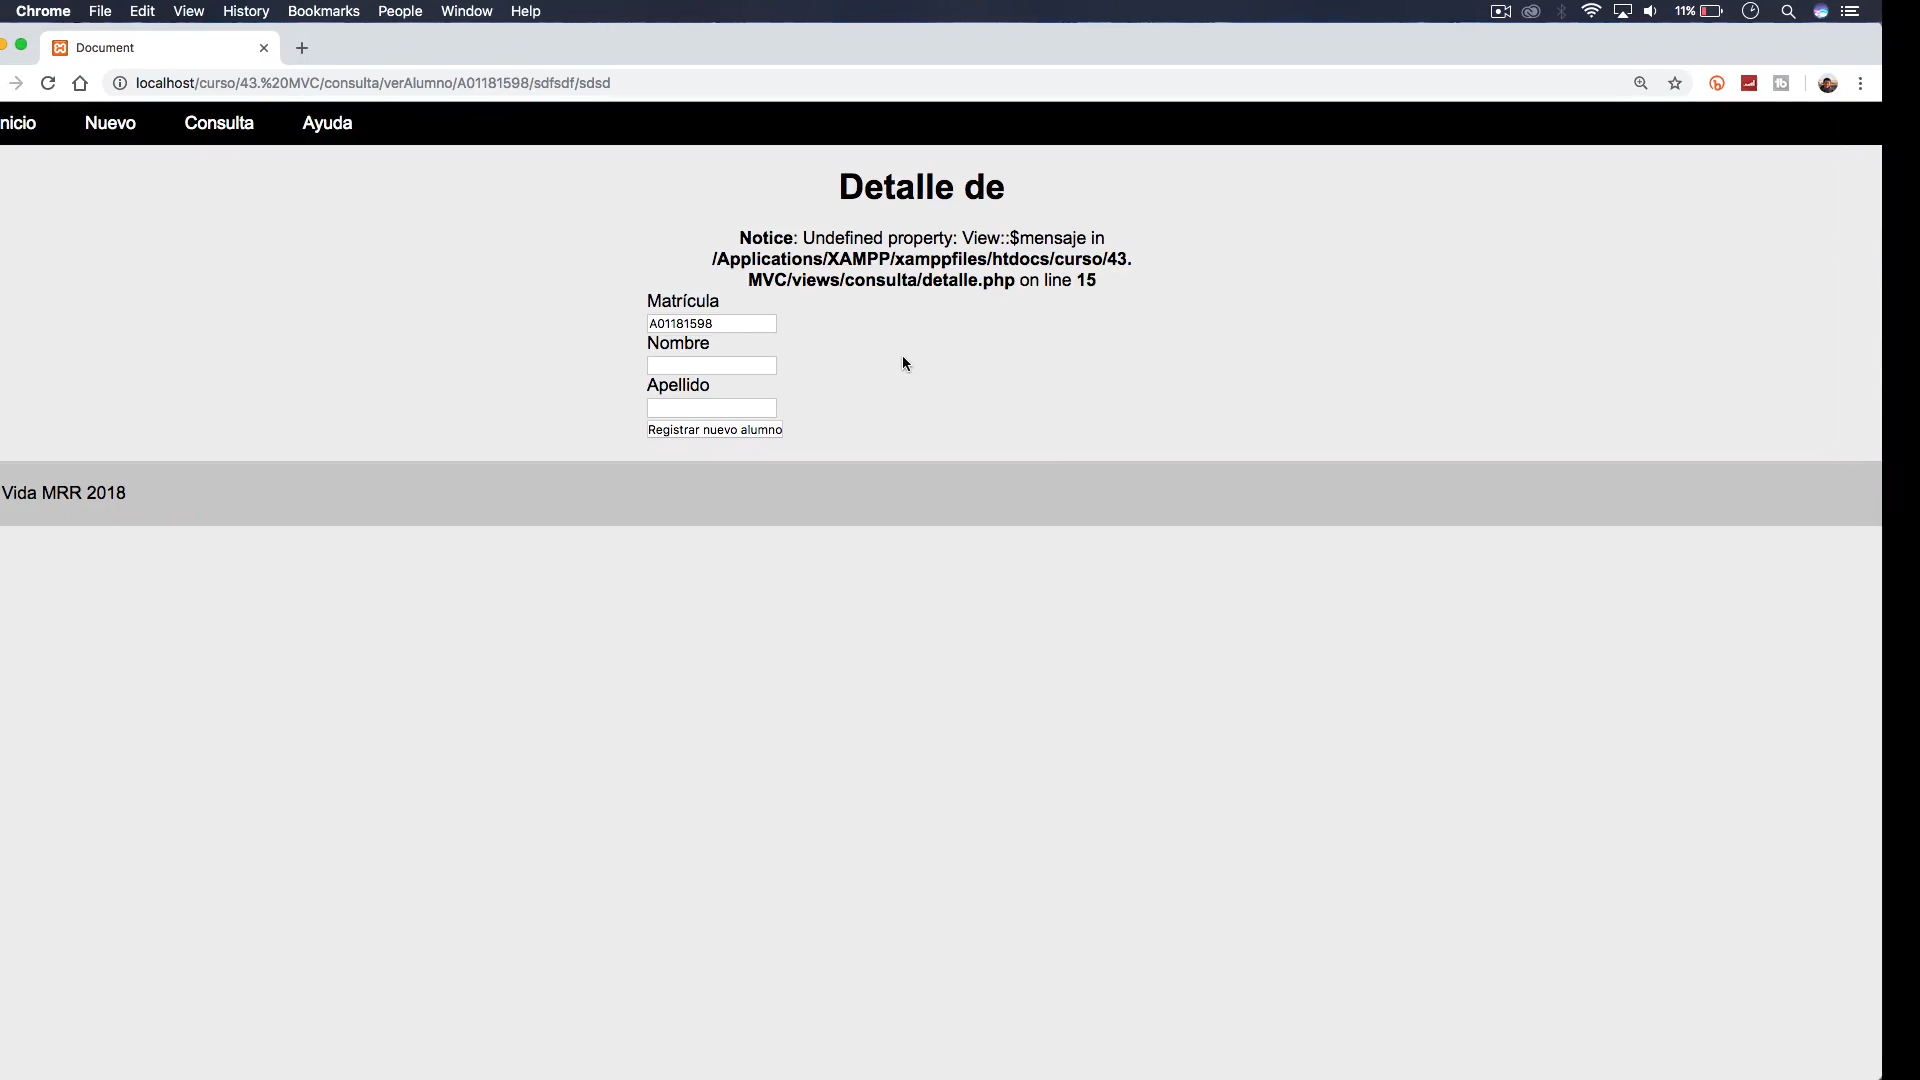 Chrome File Edit View History Bookmarks People Window Help 11%
Document
localhost/curso/43.%20MVC/consulta/verAlumno/A01181598/sdfsdf/sdsd
nicio Nuevo Consulta Ayuda
Detalle de
Notice: Undefined property: View::$mensaje in
/Applications/XAMPP/xamppfiles/htdocs/curso/43.
MVC/views/consulta/detalle.php on line 15
Matrícula
A01181598
Nombre
Apellido
Registrar nuevo alumno
Vida MRR 2018